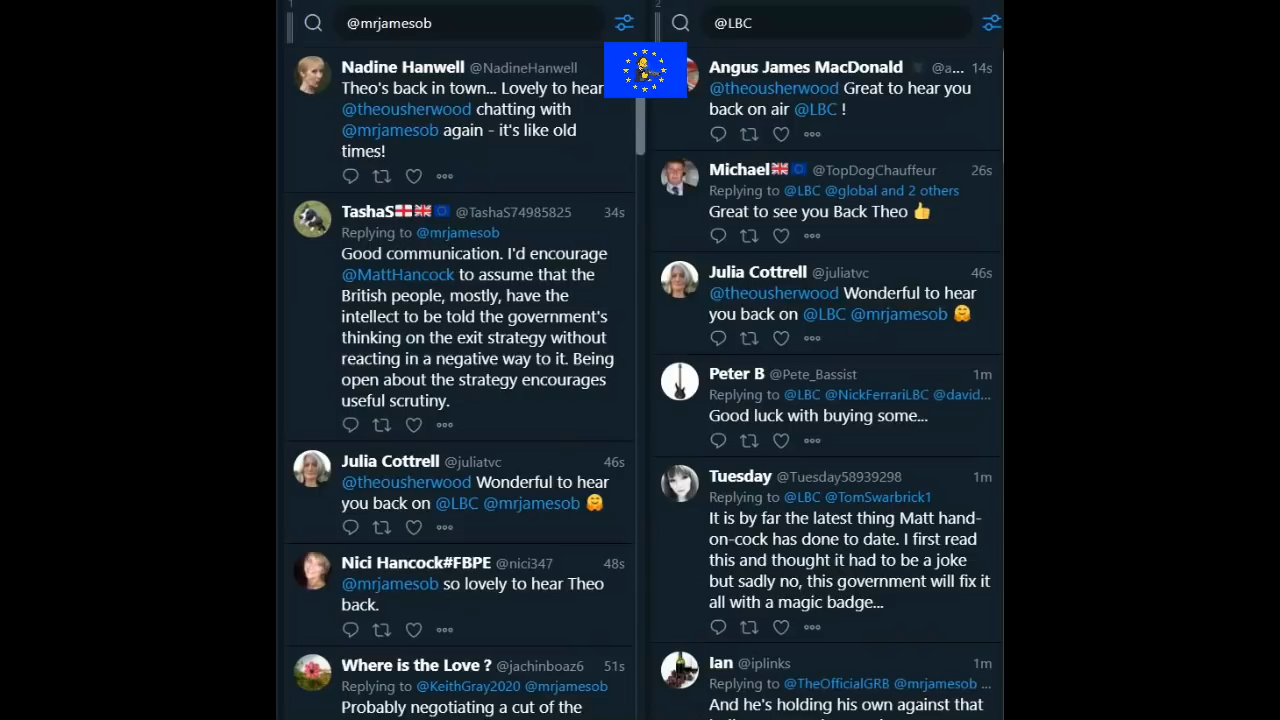 1
@mrjamesob
Nadine Hanwell @NadineHanwell
Theo's back in town... Lovely to hear
@theousherwood chatting with
@mrjamesob again - it's like old
times!
TashaS🏴󠁧󠁢󠁥󠁮󠁧󠁿🇬🇧🇪🇺 @TashaS74985825 34s
Replying to @mrjamesob
Good communication. I'd encourage
@MattHancock to assume that the
British people, mostly, have the
intellect to be told the government's
thinking on the exit strategy without
reacting in a negative way to it. Being
open about the strategy encourages
useful scrutiny.
Julia Cottrell @juliatvc 46s
@theousherwood Wonderful to hear
you back on @LBC @mrjamesob 🤗
Nici Hancock#FBPE @nici347 48s
@mrjamesob so lovely to hear Theo
back.
Where is the Love ? @jachinboaz6 51s
Replying to @KeithGray2020 @mrjamesob
Probably negotiating a cut of the
2
@LBC
Angus James MacDonald @a... 14s
@theousherwood Great to hear you
back on air @LBC !
Michael🇬🇧🇪🇺 @TopDogChauffeur 26s
Replying to @LBC @global and 2 others
Great to see you Back Theo 👍
Julia Cottrell @juliatvc 46s
@theousherwood Wonderful to hear
you back on @LBC @mrjamesob 🤗
Peter B @Pete_Bassist 1m
Replying to @LBC @NickFerrariLBC @david...
Good luck with buying some...
Tuesday @Tuesday58939298 1m
Replying to @LBC @TomSwarbrick1
It is by far the latest thing Matt hand-
on-cock has done to date. I first read
this and thought it had to be a joke
but sadly no, this government will fix it
all with a magic badge...
Ian @iplinks 1m
Replying to @TheOfficialGRB @mrjamesob ...
And he's holding his own against that